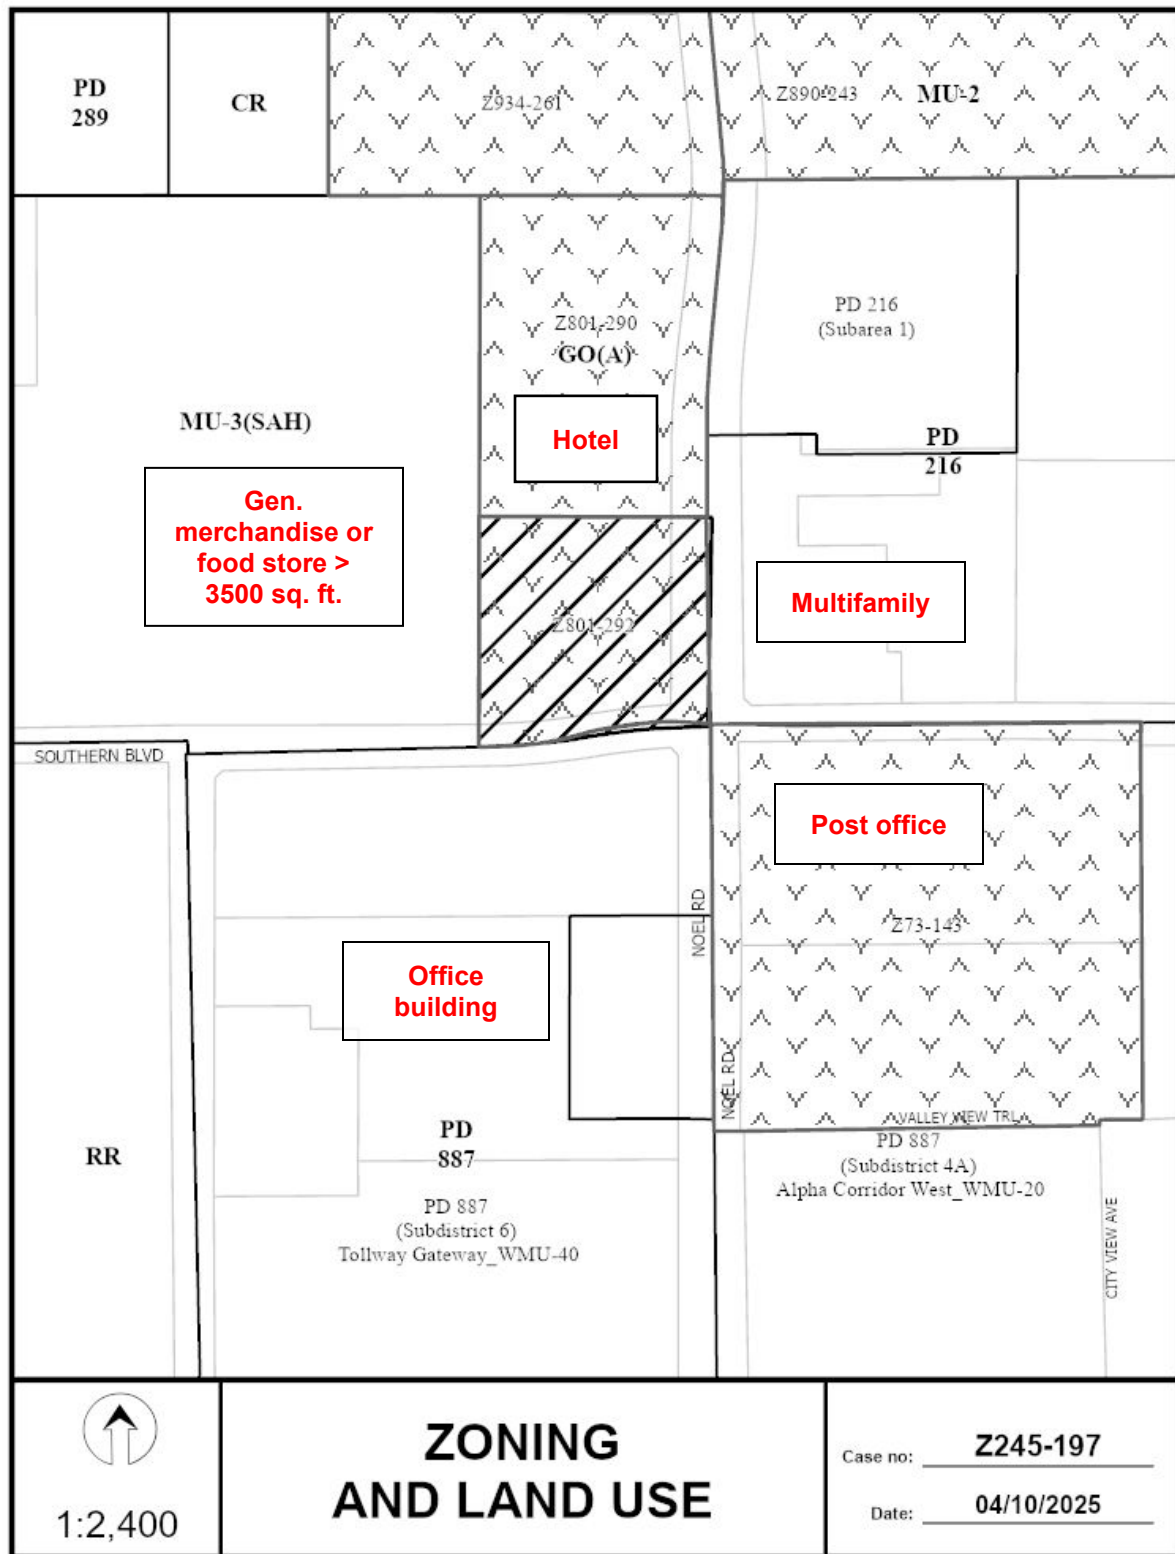 PD
289
CR
Z934-261
Z890-243
MU-2
Z801-290
GO(A)
PD 216
(Subarea 1)
MU-3(SAH)
Hotel
PD
216
Gen.
merchandise or
food store >
3500 sq. ft.
Multifamily
Z801-292
SOUTHERN BLVD
Post office
NOEL RD
Z73-143
Office
building
NOEL RD
VALLEY VIEW TRL
PD 887
(Subdistrict 4A)
Alpha Corridor West_WMU-20
RR
PD
887
PD 887
(Subdistrict 6)
Tollway Gateway_WMU-40
CITY VIEW AVE
1:2,400
ZONING
AND LAND USE
Case no: Z245-197
Date: 04/10/2025